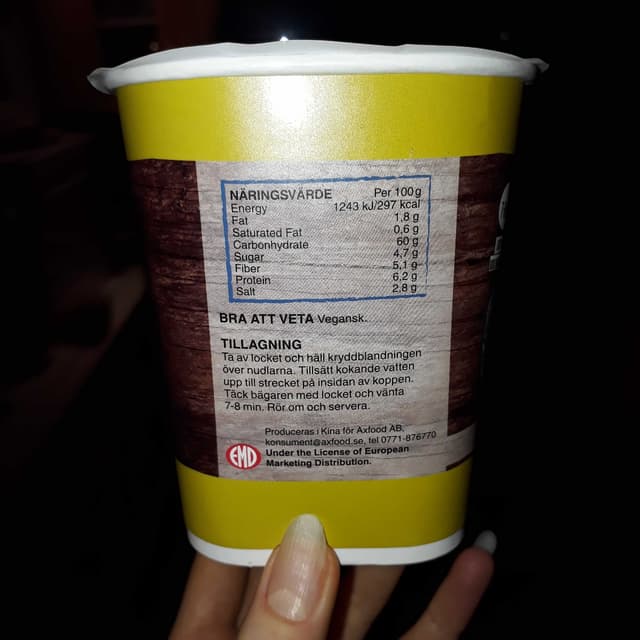 NÄRINGSVÄRDE Per 100g
Energy 1243 kJ/297 kcal
Fat 1,8 g
Saturated Fat 0,6 g
Carbonhydrate 60 g
Sugar 4,7 g
Fiber 5,1 g
Protein 6,2 g
Salt 2,8 g
BRA ATT VETA Vegansk.
TILLAGNING
Ta av locket och häll kryddblandningen
över nudlarna. Tillsätt kokande vatten
upp till strecket på insidan av koppen.
Täck bägaren med locket och vänta
7-8 min. Rör om och servera.
Produceras i Kina för Axfood AB,
konsument@axfood.se, tel 0771-876770
EMD Under the License of European
Marketing Distribution.